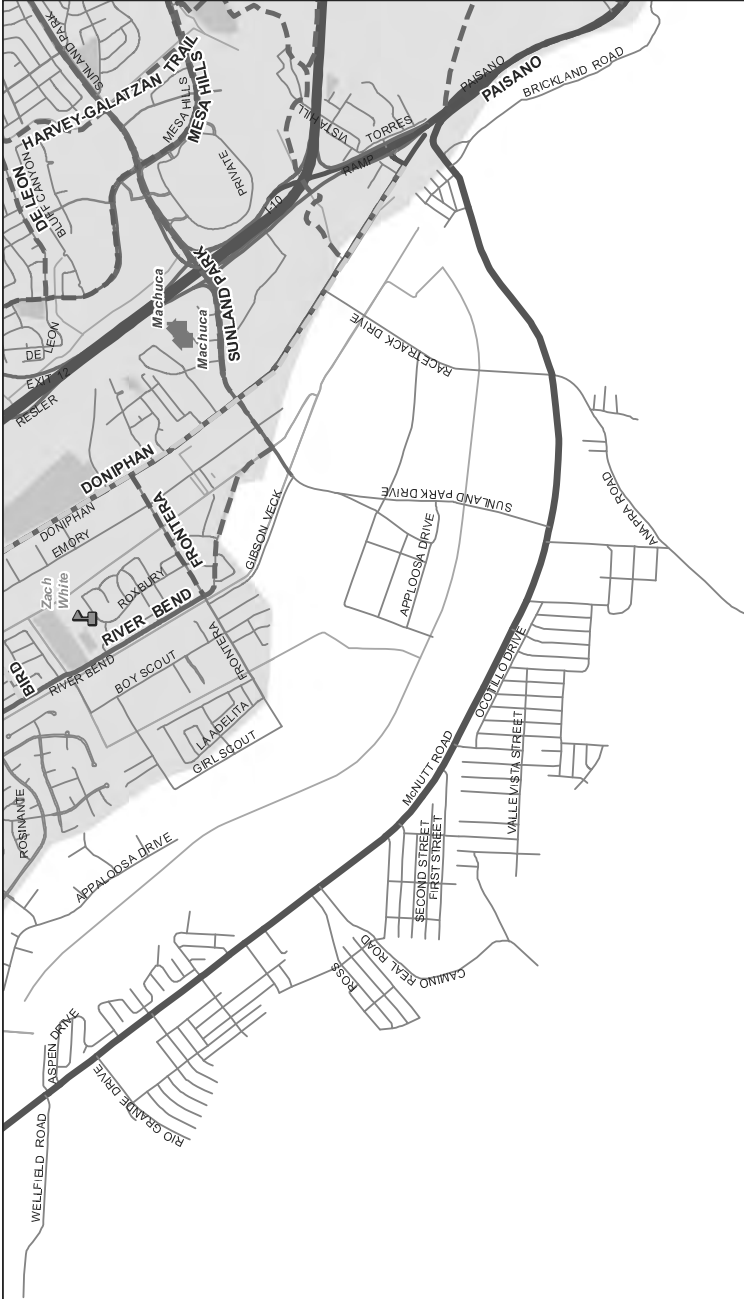 SUNLAND-PARK
HARVEY-GALATZAN TRAIL
MESA HILLS
MESA HILLS
PAISANO
PAISANO
BRICKLAND ROAD
VISTA HILL
TORRES
RAMP
PRIVATE
I-10
DE LEON
BLUFF CANYON
SUNLAND PARK
Machuca
Machuca
DE
LEON
EXIT 12
RESLER
RACETRACK DRIVE
DONIPHAN
DONIPHAN
EMORY
FRONTERA
GIBSON VECK
SUNLAND PARK DRIVE
ANAPRA ROAD
APPLOOSA DRIVE
Zach
White
ROXBURY
RIVER BEND
RIVER BEND
BIRD
BOY SCOUT
FRONTERA
LA ADELITA
GIRL SCOUT
OCOTILLO DRIVE
VALLE VISTA STREET
McNUTT ROAD
ROSINANTE
APPALOOSA DRIVE
SECOND STREET
FIRST STREET
CAMINO REAL ROAD
ROSS
ASPEN DRIVE
RIO GRANDE DRIVE
WELLFIELD ROAD